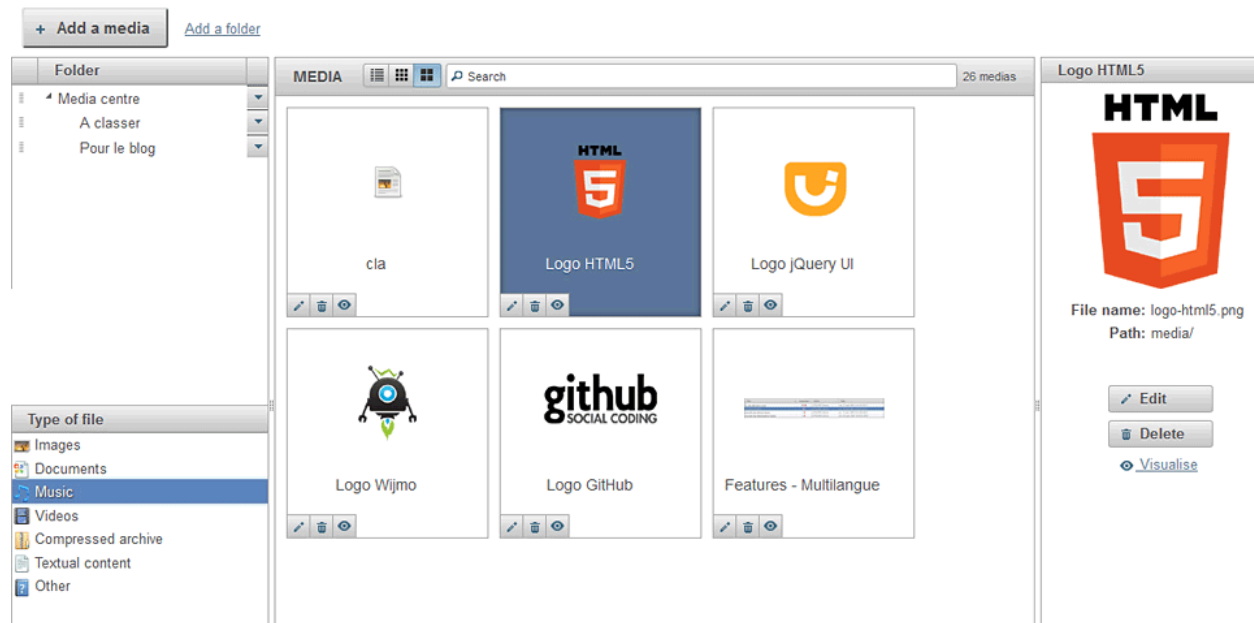 + Add a media
Add a folder
Folder
Media centre
A classer
Pour le blog
Type of file
Images
Documents
Music
Videos
Compressed archive
Textual content
Other
MEDIA
Search
26 medias
cla
HTML
5
Logo HTML5
Logo jQuery UI
Logo Wijmo
github
SOCIAL CODING
Logo GitHub
Features - Multilangue
Logo HTML5
HTML
5
File name: logo-html5.png
Path: media/
Edit
Delete
Visualise